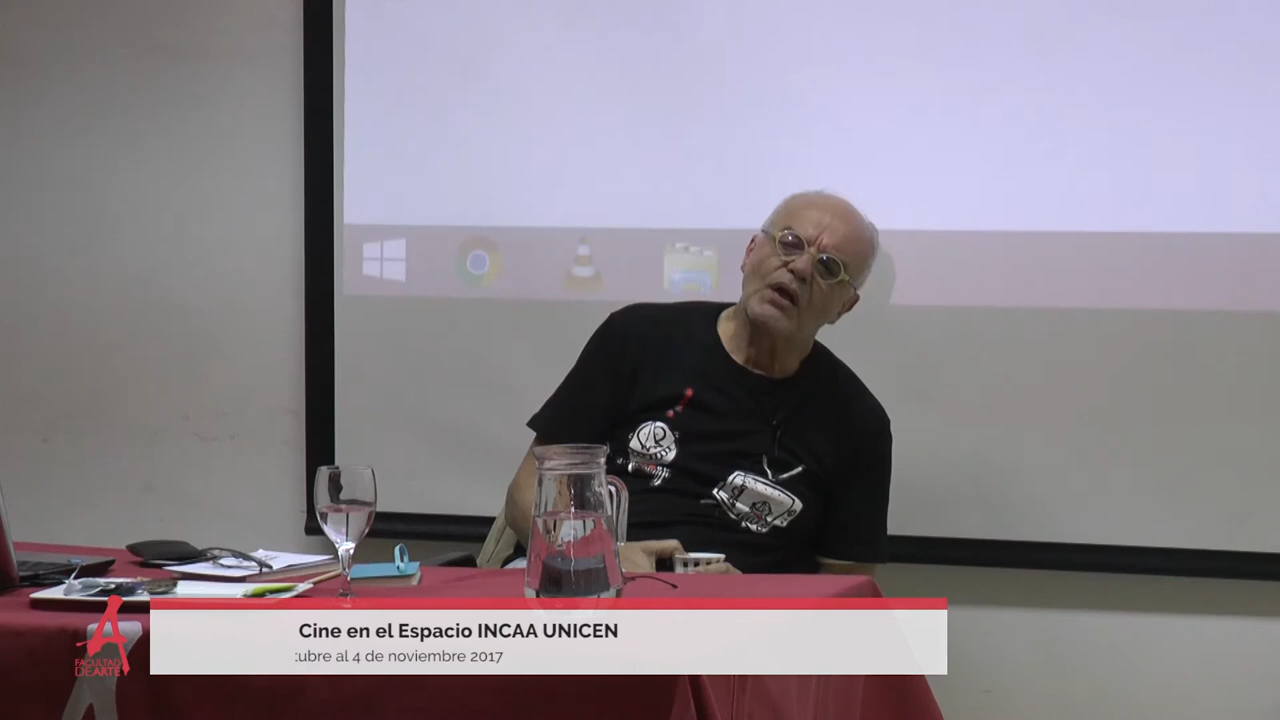 Cine en el Espacio INCAA UNICEN
:ubre al 4 de noviembre 2017
FACULTAD
DE ARTE